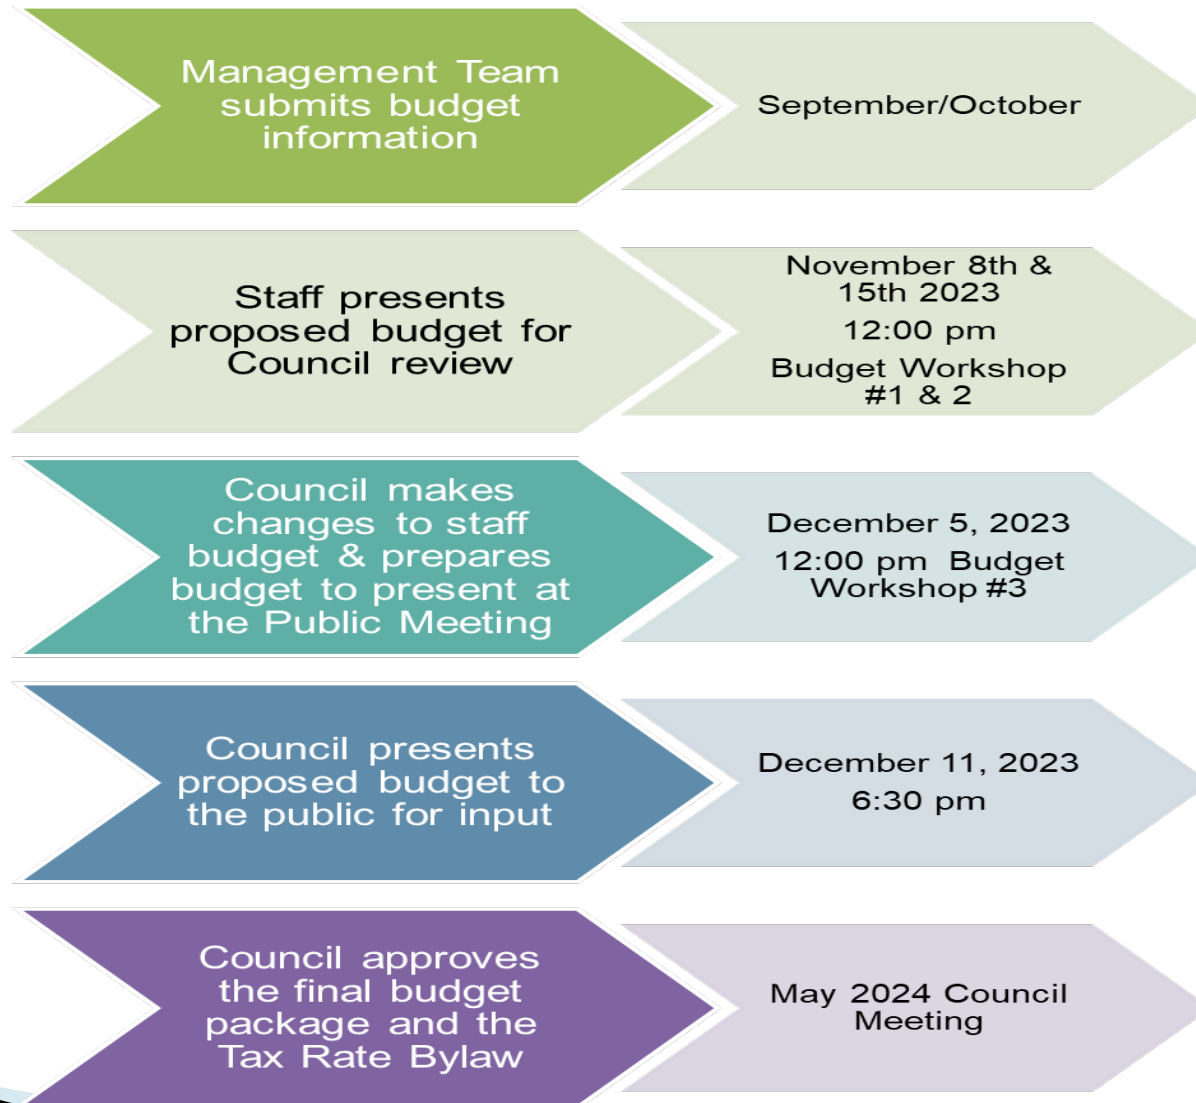 Management Team
submits budget
information
September/October
Staff presents
proposed budget for
Council review
November 8th &
15th 2023
12:00 pm
Budget Workshop
#1 & 2
Council makes
changes to staff
budget & prepares
budget to present at
the Public Meeting
December 5, 2023
12:00 pm Budget
Workshop #3
Council presents
proposed budget to
the public for input
December 11, 2023
6:30 pm
Council approves
the final budget
package and the
Tax Rate Bylaw
May 2024 Council
Meeting